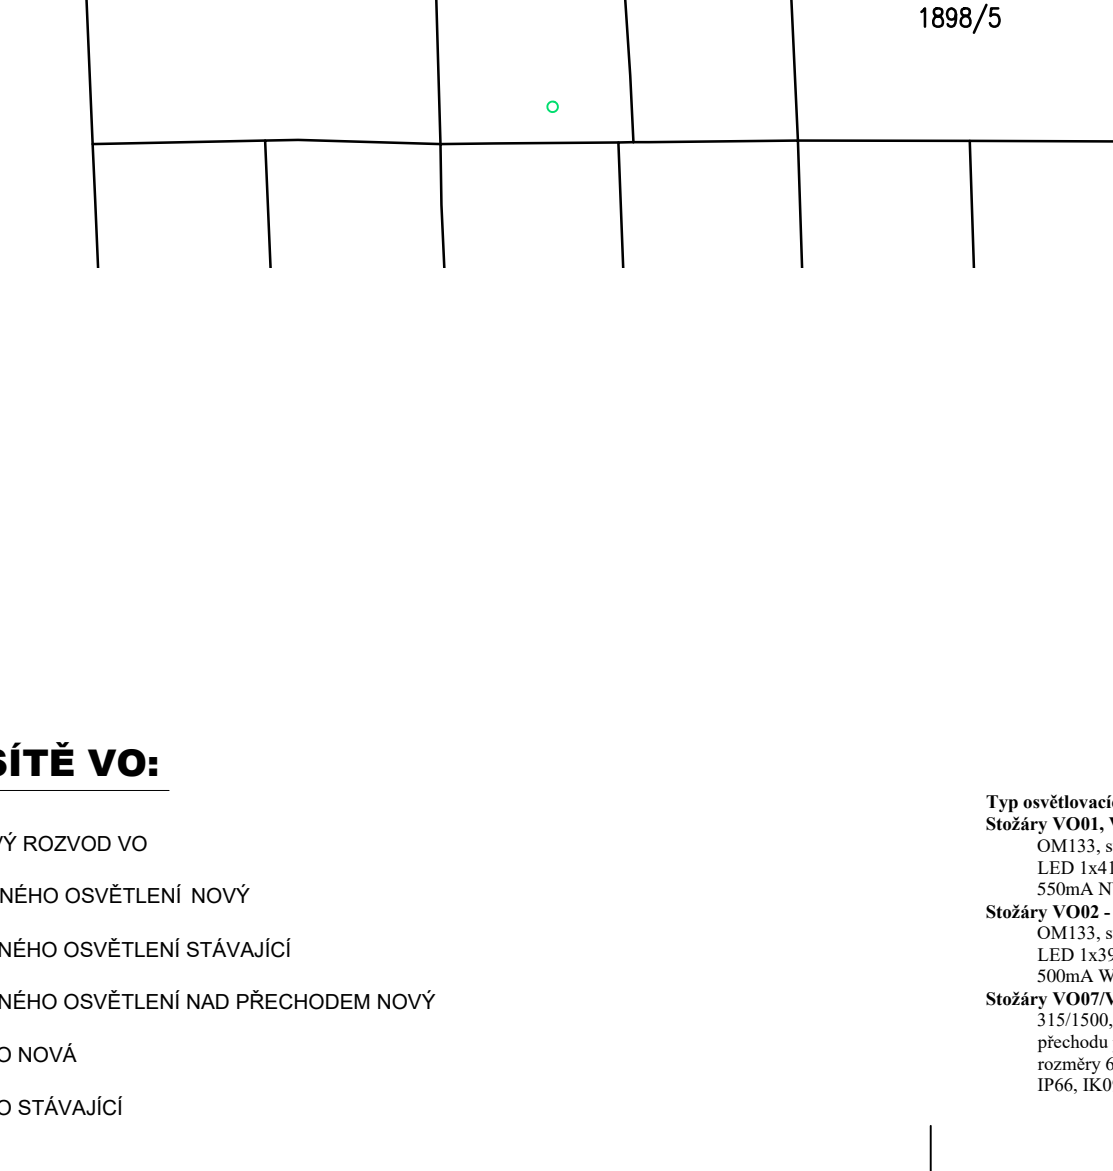 1898/5
SÍTĚ VO:
VÝ ROZVOD VO
NÉHO OSVĚTLENÍ NOVÝ
NÉHO OSVĚTLENÍ STÁVAJÍCÍ
NÉHO OSVĚTLENÍ NAD PŘECHODEM NOVÝ
O NOVÁ
O STÁVAJÍCÍ
Typ osvětlovací
Stožáry VO01, V
OM133, s
LED 1x41
550mA N
Stožáry VO02 -
OM133, s
LED 1x39
500mA W
Stožáry VO07/V
315/1500,
přechodu
rozměry 6
IP66, IK09